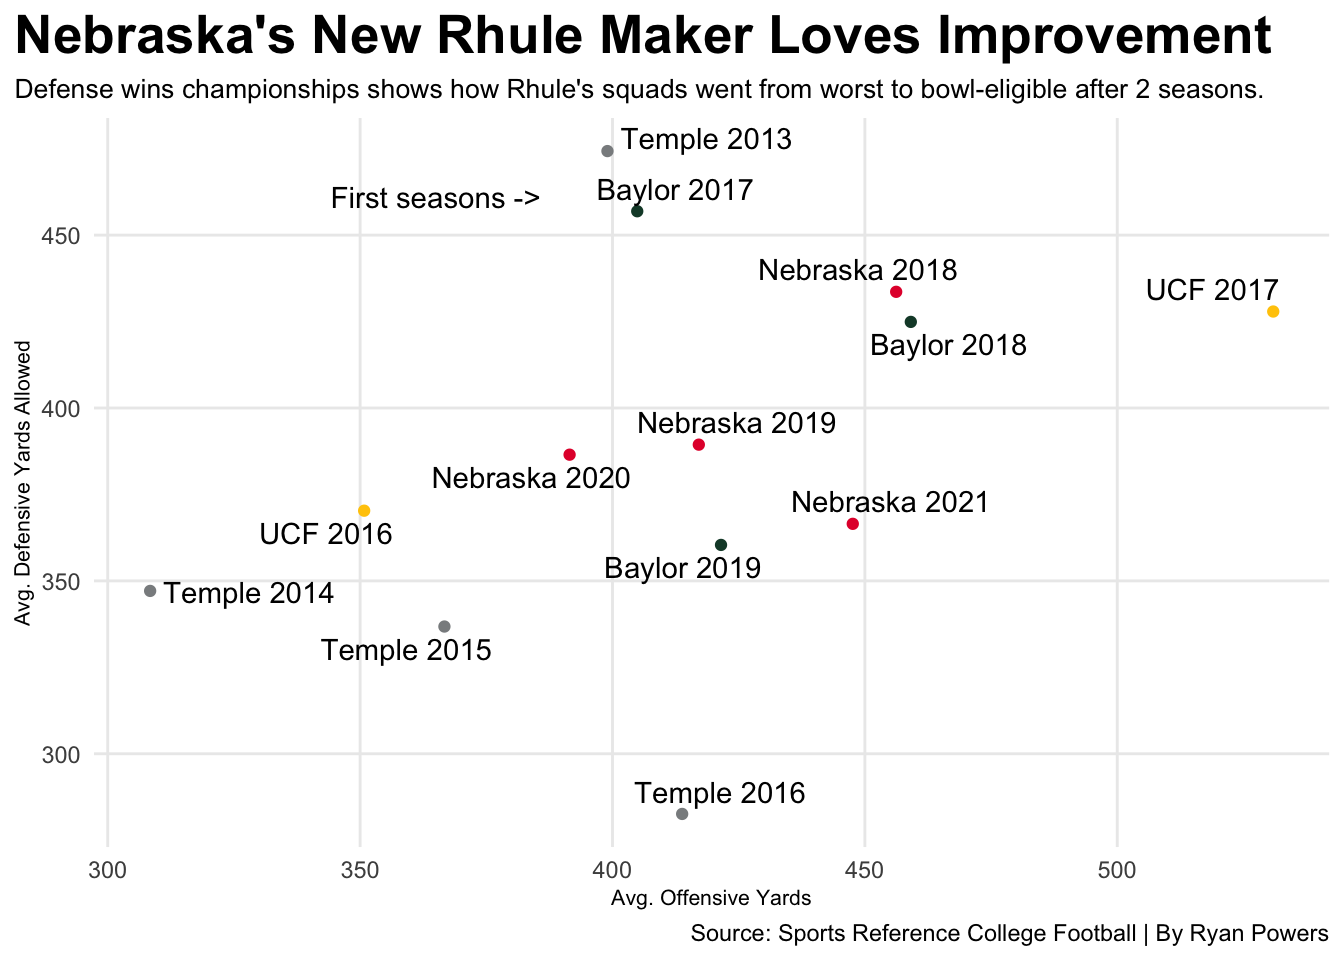 Nebraska's New Rhule Maker Loves Improvement
Defense wins championships shows how Rhule's squads went from worst to bowl-eligible after 2 seasons.
Temple 2013
Baylor 2017
First seasons ->
450
Nebraska 2018
UCF 2017
Baylor 2018
Avg. Defensive Yards Allowed
400
Nebraska 2019
Nebraska 2020
Nebraska 2021
UCF 2016
Baylor 2019
350
Temple 2014
Temple 2015
300
Temple 2016
300
350
400
450
500
Avg. Offensive Yards
Source: Sports Reference College Football | By Ryan Powers